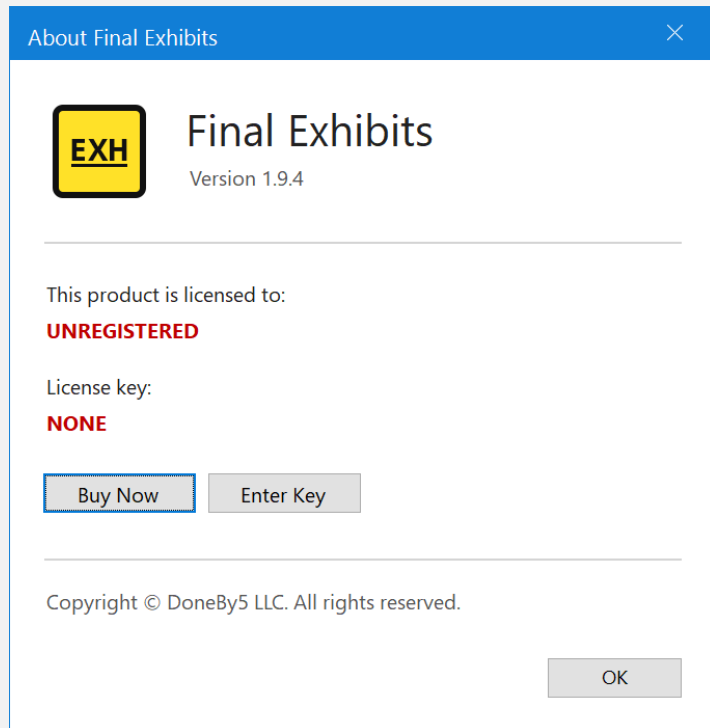 About Final Exhibits
EXH
Final Exhibits
Version 1.9.4
This product is licensed to:
UNREGISTERED
License key:
NONE
Buy Now
Enter Key
Copyright © DoneBy5 LLC. All rights reserved.
OK